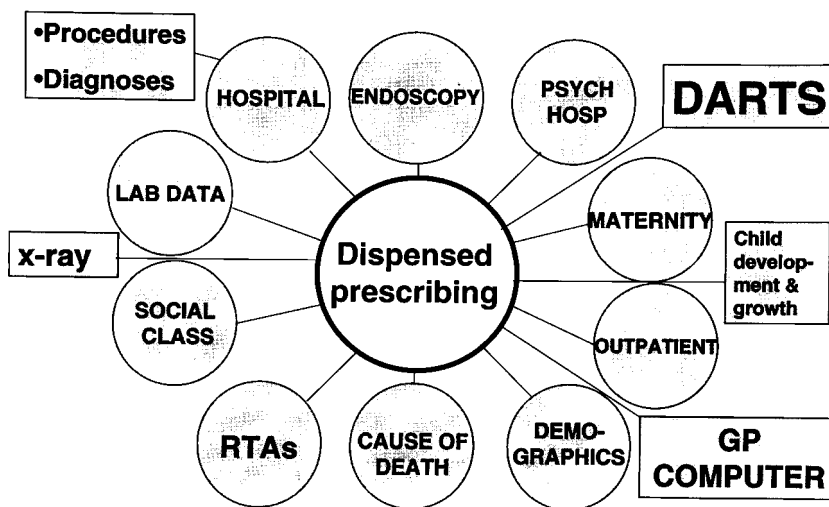 •Procedures
•Diagnoses
HOSPITAL
ENDOSCOPY
PSYCH
HOSP
DARTS
LAB DATA
MATERNITY
x-ray
Dispensed
prescribing
Child
develop-
ment &
growth
SOCIAL
CLASS
OUTPATIENT
RTAs
CAUSE OF
DEATH
DEMO-
GRAPHICS
GP
COMPUTER